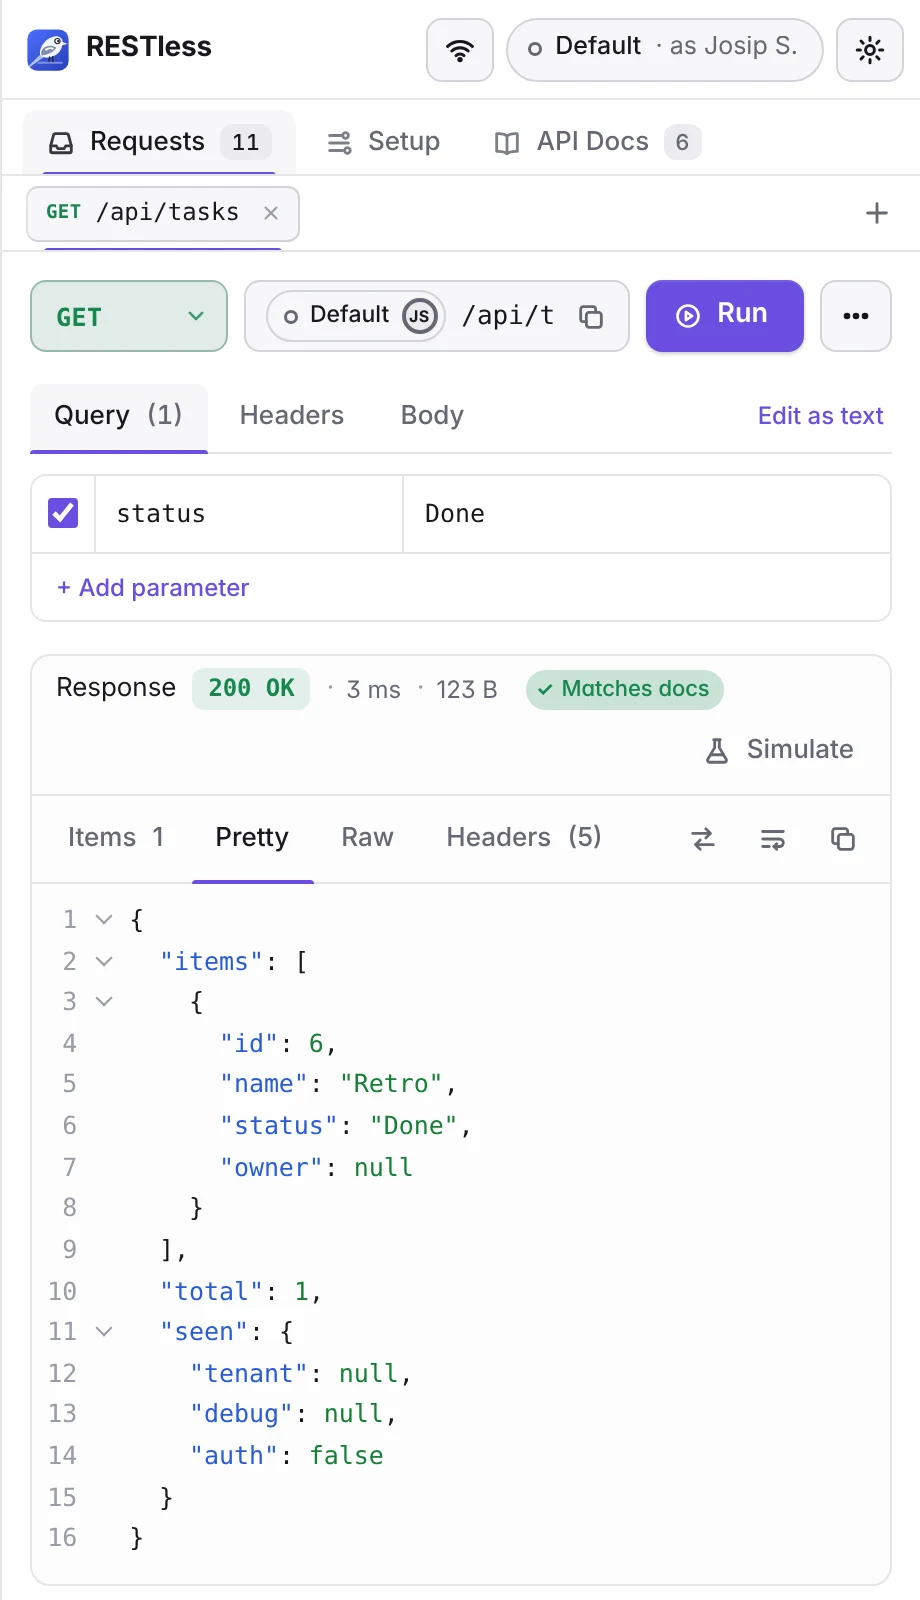 RESTless
Default · as Josip S.
Requests 11 Setup API Docs 6
GET /api/tasks ×
GET Default JS /api/t Run •••
Query (1) Headers Body Edit as text
status Done
+ Add parameter
Response 200 OK · 3 ms · 123 B Matches docs
Simulate
Items 1 Pretty Raw Headers (5)
1 {
2 "items": [
3 {
4 "id": 6,
5 "name": "Retro",
6 "status": "Done",
7 "owner": null
8 }
9 ],
10 "total": 1,
11 "seen": {
12 "tenant": null,
13 "debug": null,
14 "auth": false
15 }
16 }